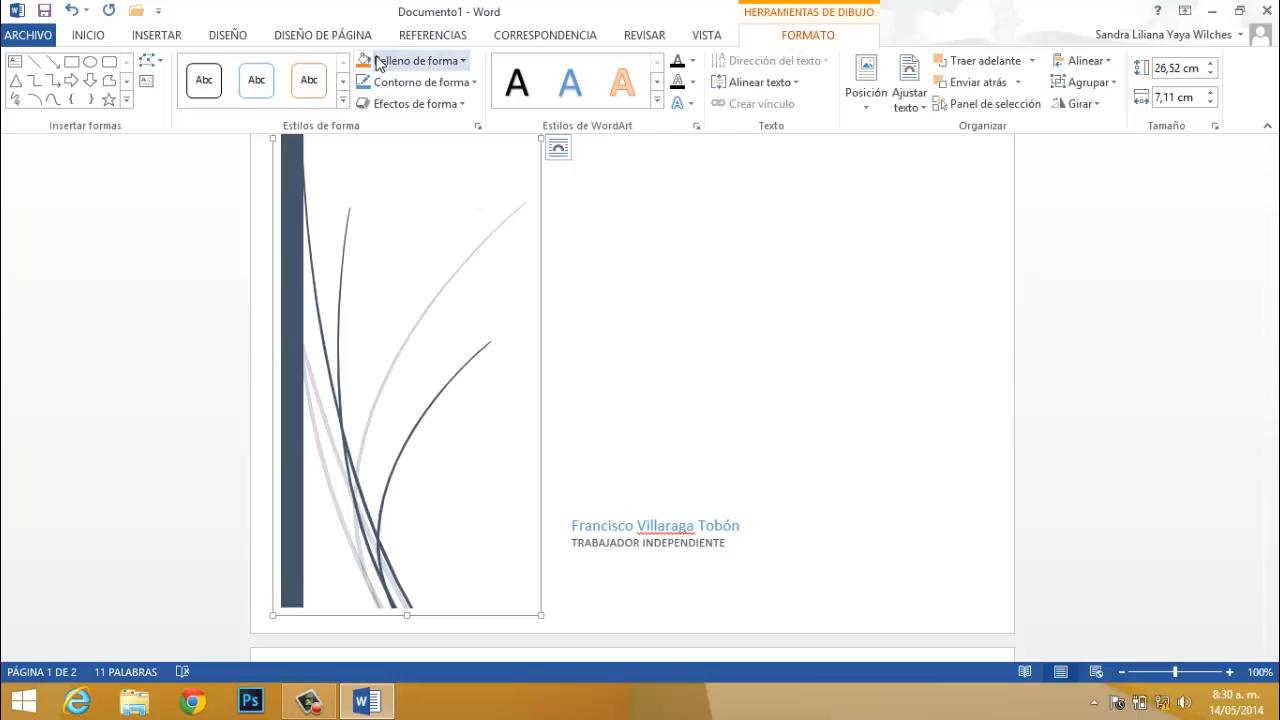 Documento1 - Word
HERRAMIENTAS DE DIBUJO
ARCHIVO INICIO INSERTAR DISEÑO DISEÑO DE PÁGINA REFERENCIAS CORRESPONDENCIA REVISAR VISTA FORMATO
Sandra Liliana Yaya Wilches
Abc Abc Abc
Relleno de forma
Contorno de forma
Efectos de forma
A A A
Dirección del texto
Alinear texto
Crear vínculo
Posición
Ajustar texto
Traer adelante
Enviar atrás
Panel de selección
Alinear
Agrupar
Girar
26,52 cm
7,11 cm
Insertar formas Estilos de forma Estilos de WordArt Texto Organizar Tamaño
Francisco Villaraga Tobón
TRABAJADOR INDEPENDIENTE
PÁGINA 1 DE 2 11 PALABRAS 100%
Ps
8:30 a. m.
14/05/2014